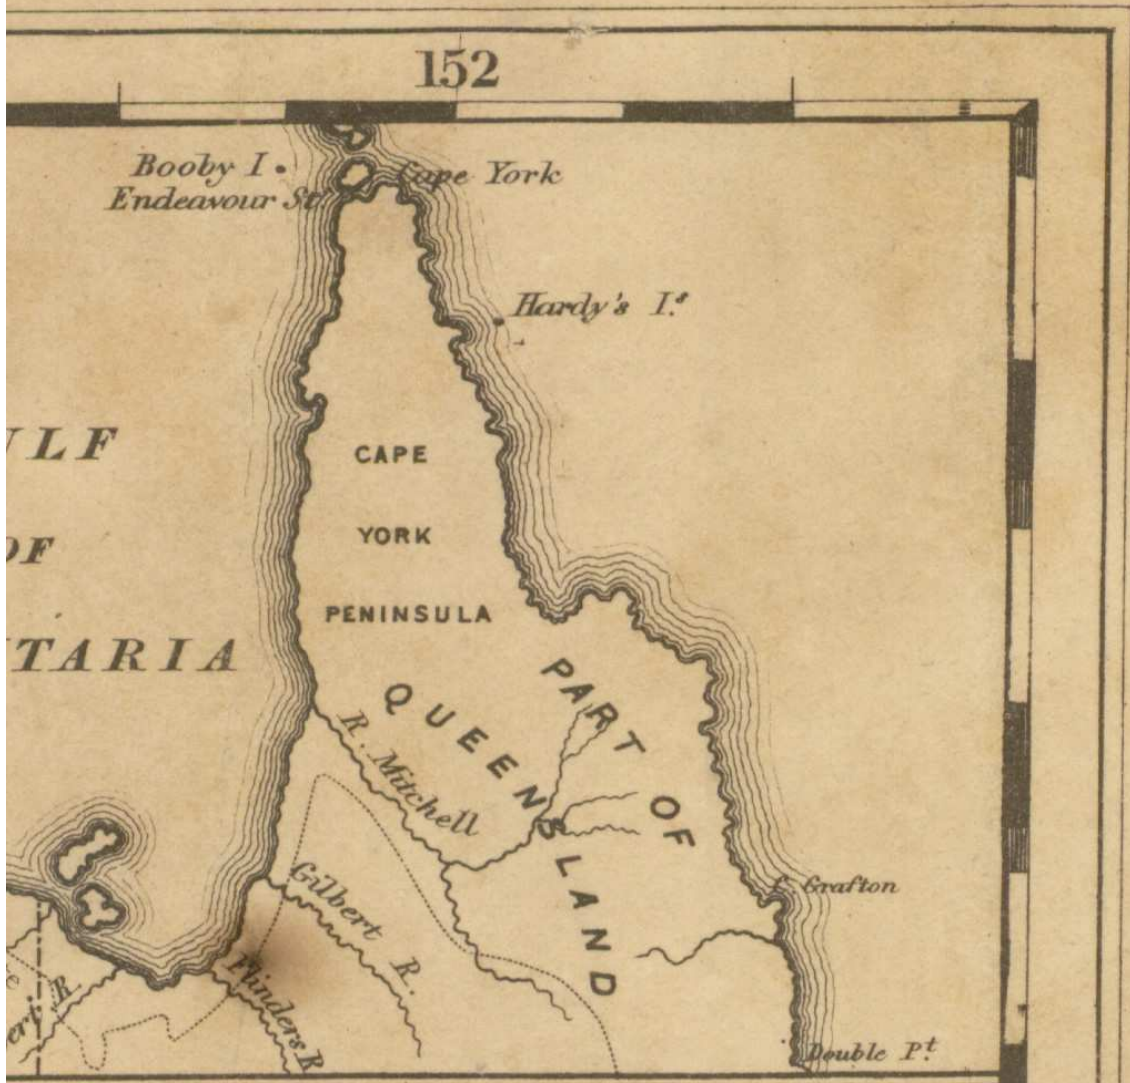 152
Booby I.
Cape York
Endeavour St
Hardy's Is.
ULF
CAPE
OF
YORK
PENINSULA
TARIA
PART OF
QUEENSLAND
R. Mitchell
Gilbert R.
C. Grafton
Flinders R
R
Double Pt.